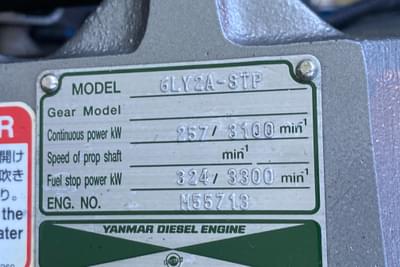 MODEL 6LY2A-STP
Gear Model
Continuous power kW 257 / 3100 min-1
Speed of prop shaft min-1
Fuel stop power kW 324 / 3300 min-1
ENG. NO. M55713
YANMAR DIESEL ENGINE
R
開け
吹き
り。
the
ater